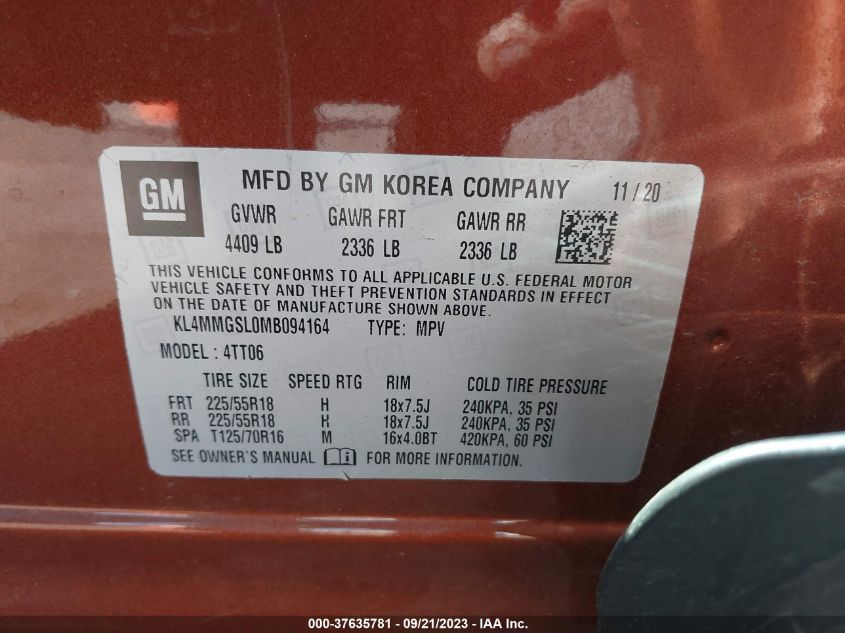 GM MFD BY GM KOREA COMPANY 11/20
GVWR GAWR FRT GAWR RR
4409 LB 2336 LB 2336 LB
THIS VEHICLE CONFORMS TO ALL APPLICABLE U.S. FEDERAL MOTOR
VEHICLE SAFETY AND THEFT PREVENTION STANDARDS IN EFFECT
ON THE DATE OF MANUFACTURE SHOWN ABOVE.
KL4MMGSL0MB094164 TYPE: MPV
MODEL : 4TT06
TIRE SIZE SPEED RTG RIM COLD TIRE PRESSURE
FRT 225/55R18 H 18x7.5J 240KPA, 35 PSI
RR 225/55R18 H 18x7.5J 240KPA, 35 PSI
SPA T125/70R16 M 16x4.0BT 420KPA, 60 PSI
SEE OWNER'S MANUAL FOR MORE INFORMATION.
000-37635781 - 09/21/2023 - IAA Inc.